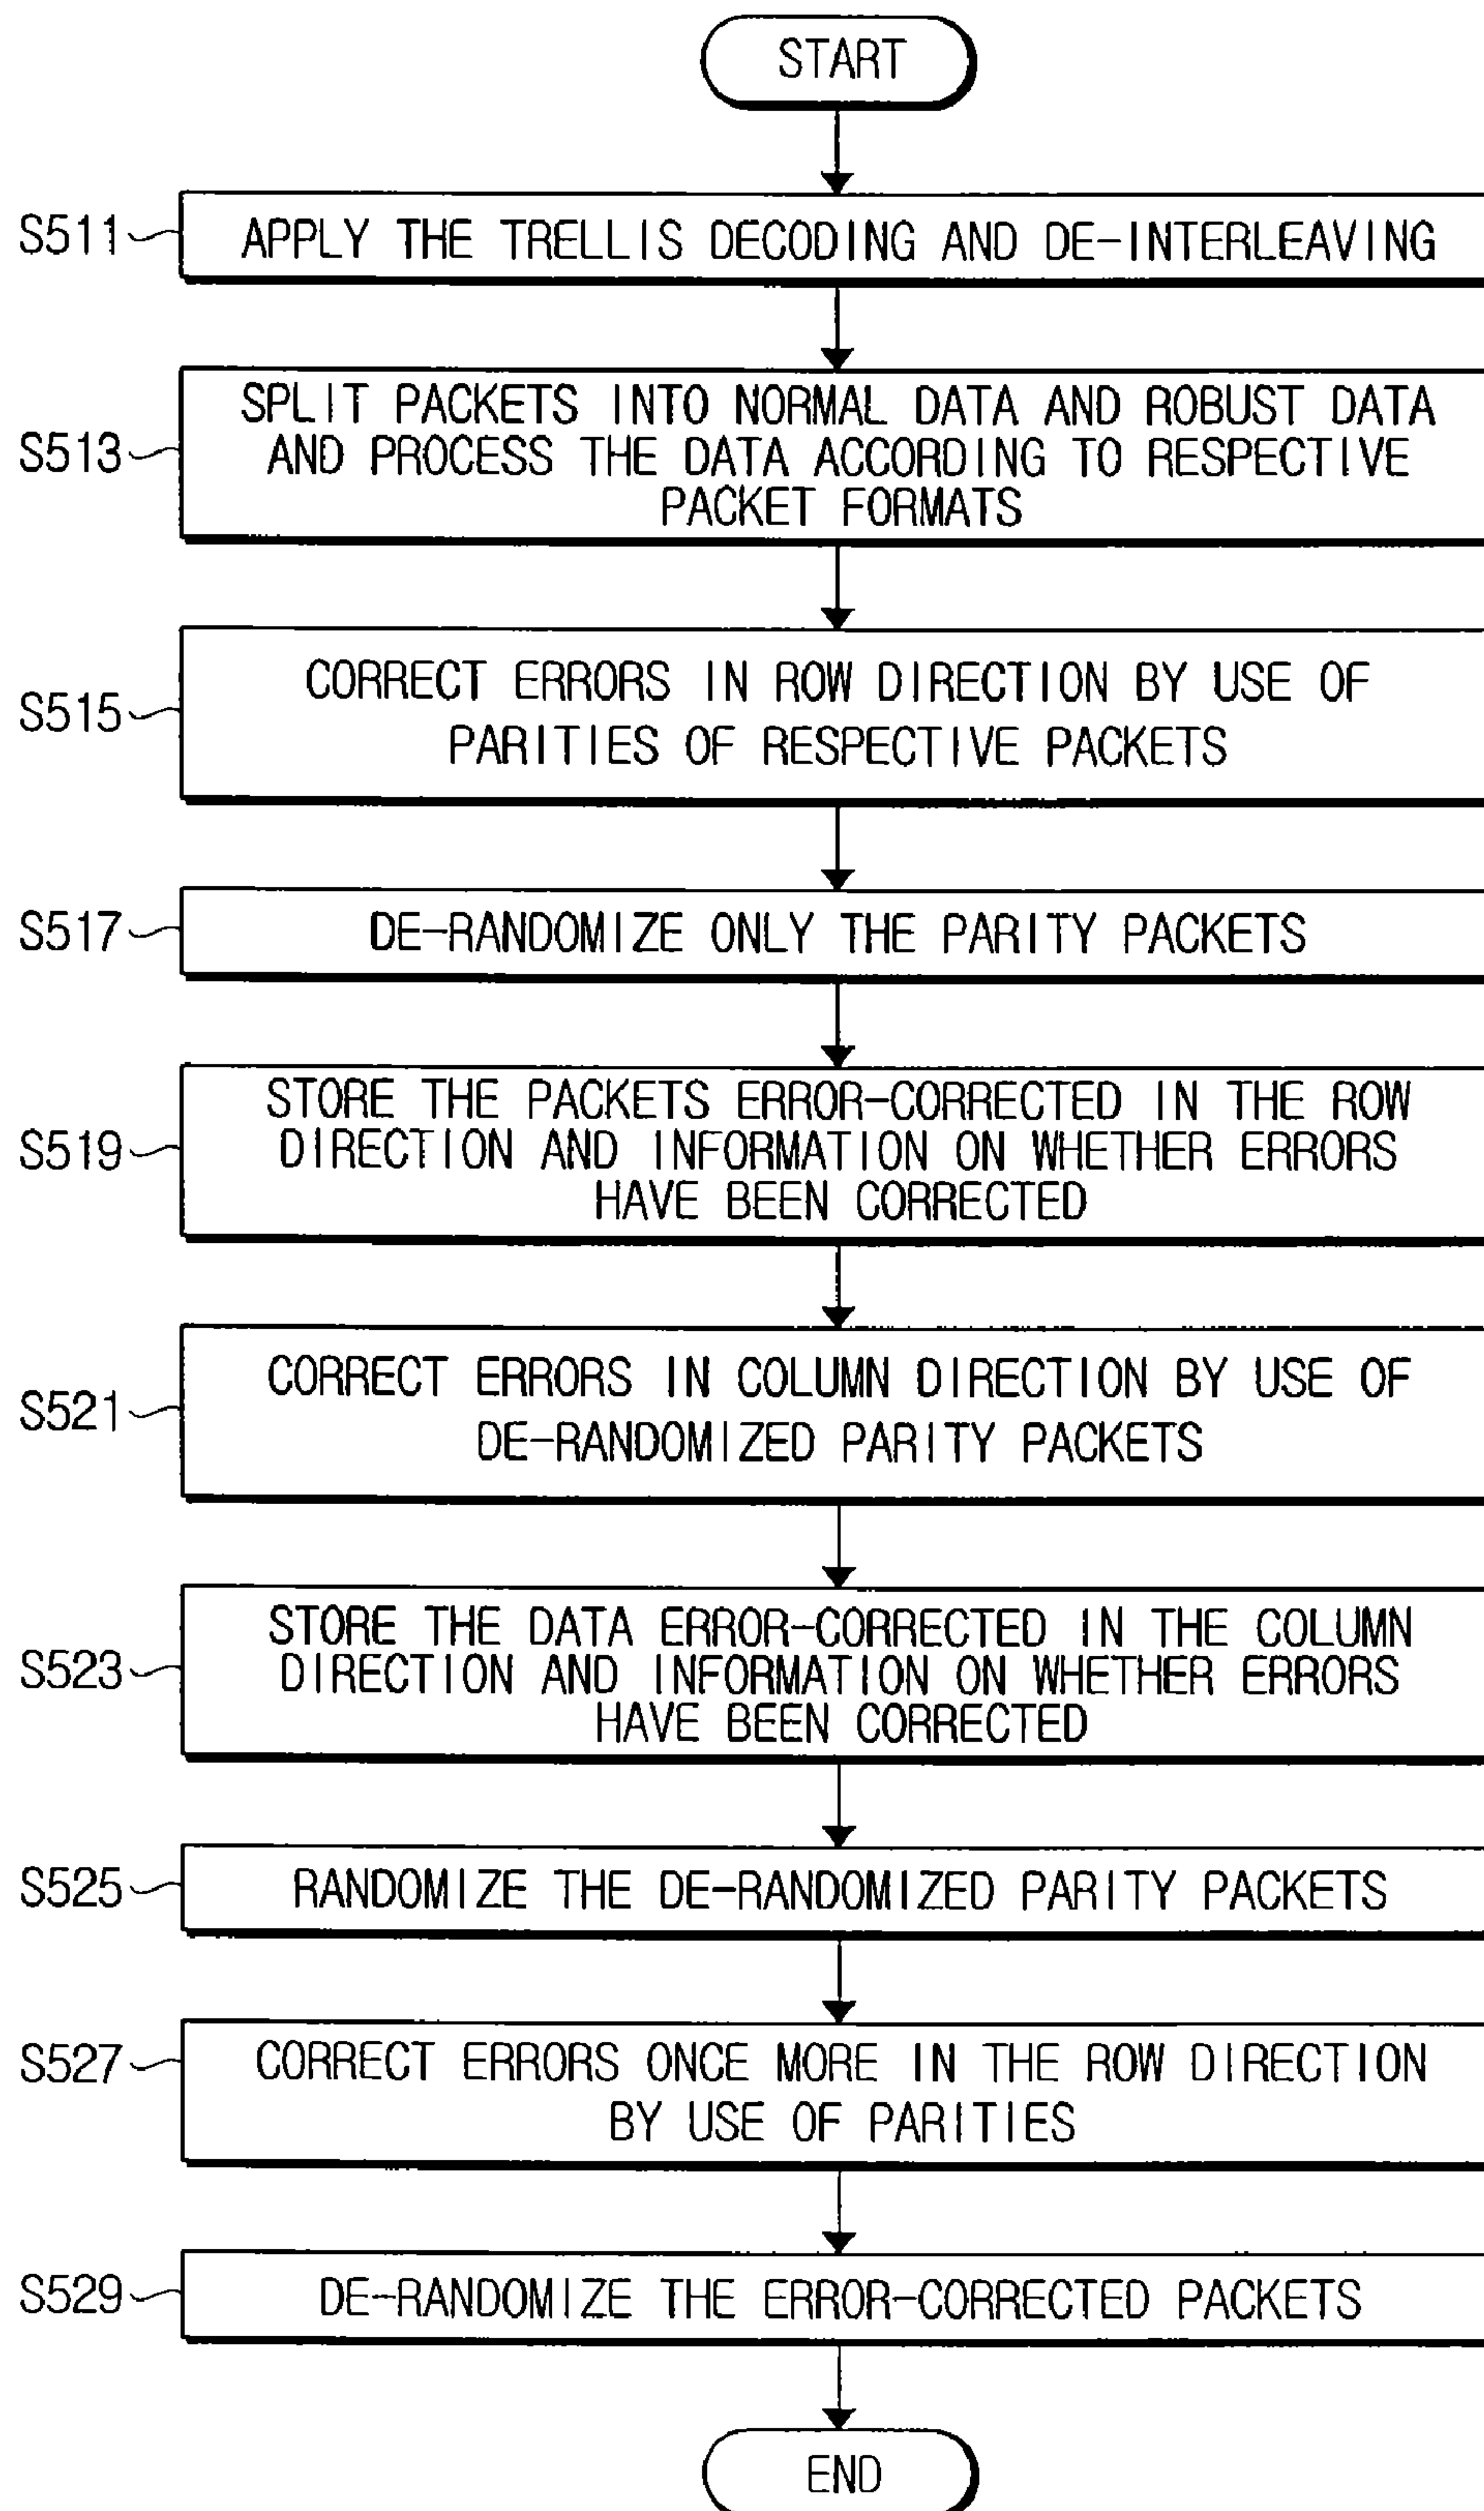 START
S511
APPLY THE TRELLIS DECODING AND DE-INTERLEAVING
S513
SPLIT PACKETS INTO NORMAL DATA AND ROBUST DATA
AND PROCESS THE DATA ACCORDING TO RESPECTIVE
PACKET FORMATS
S515
CORRECT ERRORS IN ROW DIRECTION BY USE OF
PARITIES OF RESPECTIVE PACKETS
S517
DE-RANDOMIZE ONLY THE PARITY PACKETS
S519
STORE THE PACKETS ERROR-CORRECTED IN THE ROW
DIRECTION AND INFORMATION ON WHETHER ERRORS
HAVE BEEN CORRECTED
S521
CORRECT ERRORS IN COLUMN DIRECTION BY USE OF
DE-RANDOMIZED PARITY PACKETS
S523
STORE THE DATA ERROR-CORRECTED IN THE COLUMN
DIRECTION AND INFORMATION ON WHETHER ERRORS
HAVE BEEN CORRECTED
S525
RANDOMIZE THE DE-RANDOMIZED PARITY PACKETS
S527
CORRECT ERRORS ONCE MORE IN THE ROW DIRECTION
BY USE OF PARITIES
S529
DE-RANDOMIZE THE ERROR-CORRECTED PACKETS
END